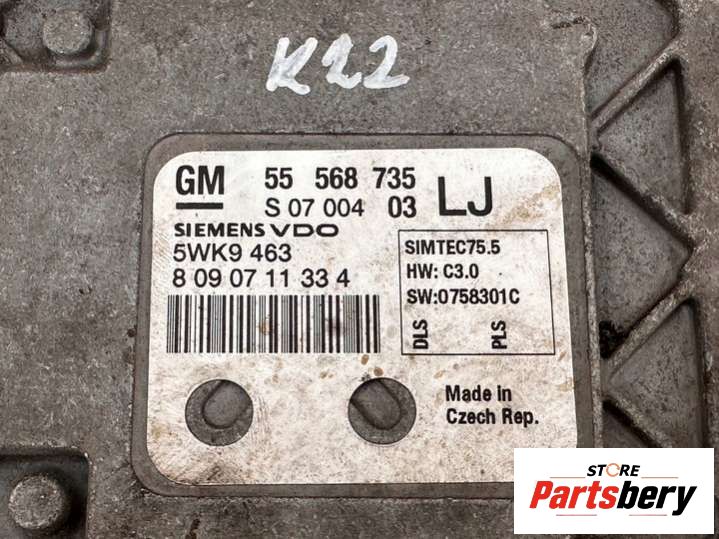 K22
GM 55 568 735
S 07 004 03 LJ
SIEMENS VDO
5WK9 463
8 09 07 11 33 4
SIMTEC75.5
HW: C3.0
SW:0758301C
DLS PLS
Made in
Czech Rep.
STORE
Partsbery